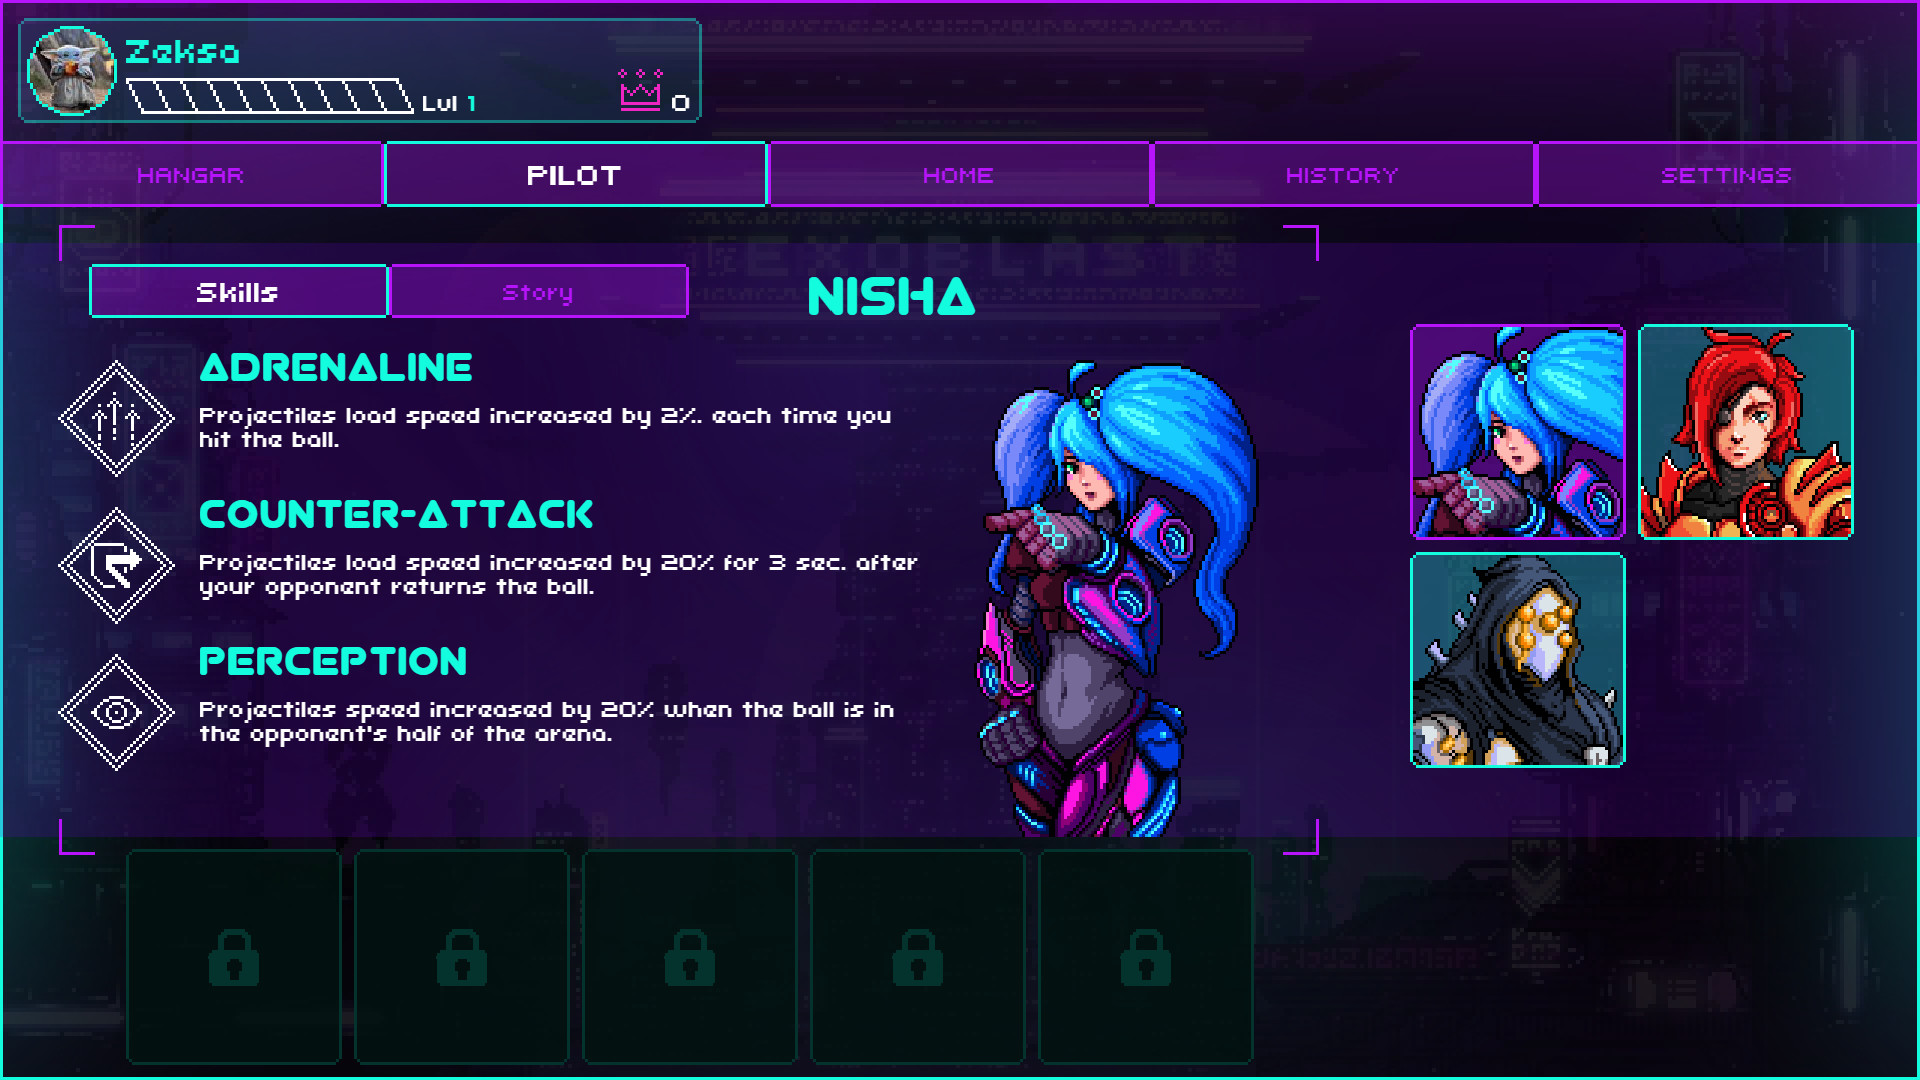 Zeksa
Lvl 1
0
HANGAR
PILOT
HOME
HISTORY
SETTINGS
EXOBLAST
Skills
Story
NISHA
ADRENALINE
Projectiles load speed increased by 2%. each time you
hit the ball.
COUNTER-ATTACK
Projectiles load speed increased by 20% for 3 sec. after
your opponent returns the ball.
PERCEPTION
Projectiles speed increased by 20% when the ball is in
the opponent's half of the arena.